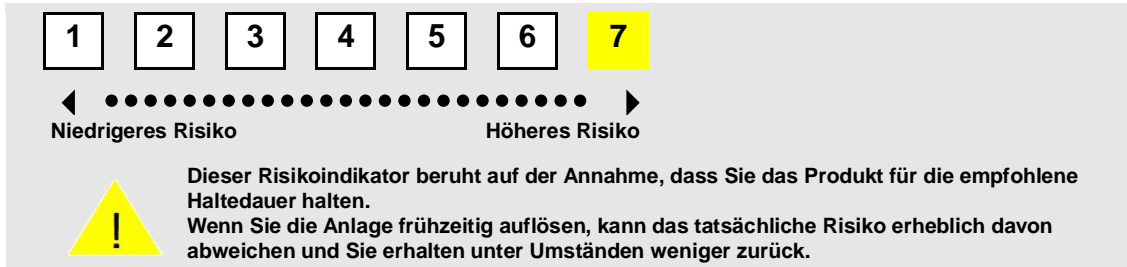 1 2 3 4 5 6 7
Niedrigeres Risiko Höheres Risiko
Dieser Risikoindikator beruht auf der Annahme, dass Sie das Produkt für die empfohlene
Haltedauer halten.
Wenn Sie die Anlage frühzeitig auflösen, kann das tatsächliche Risiko erheblich davon
abweichen und Sie erhalten unter Umständen weniger zurück.
!